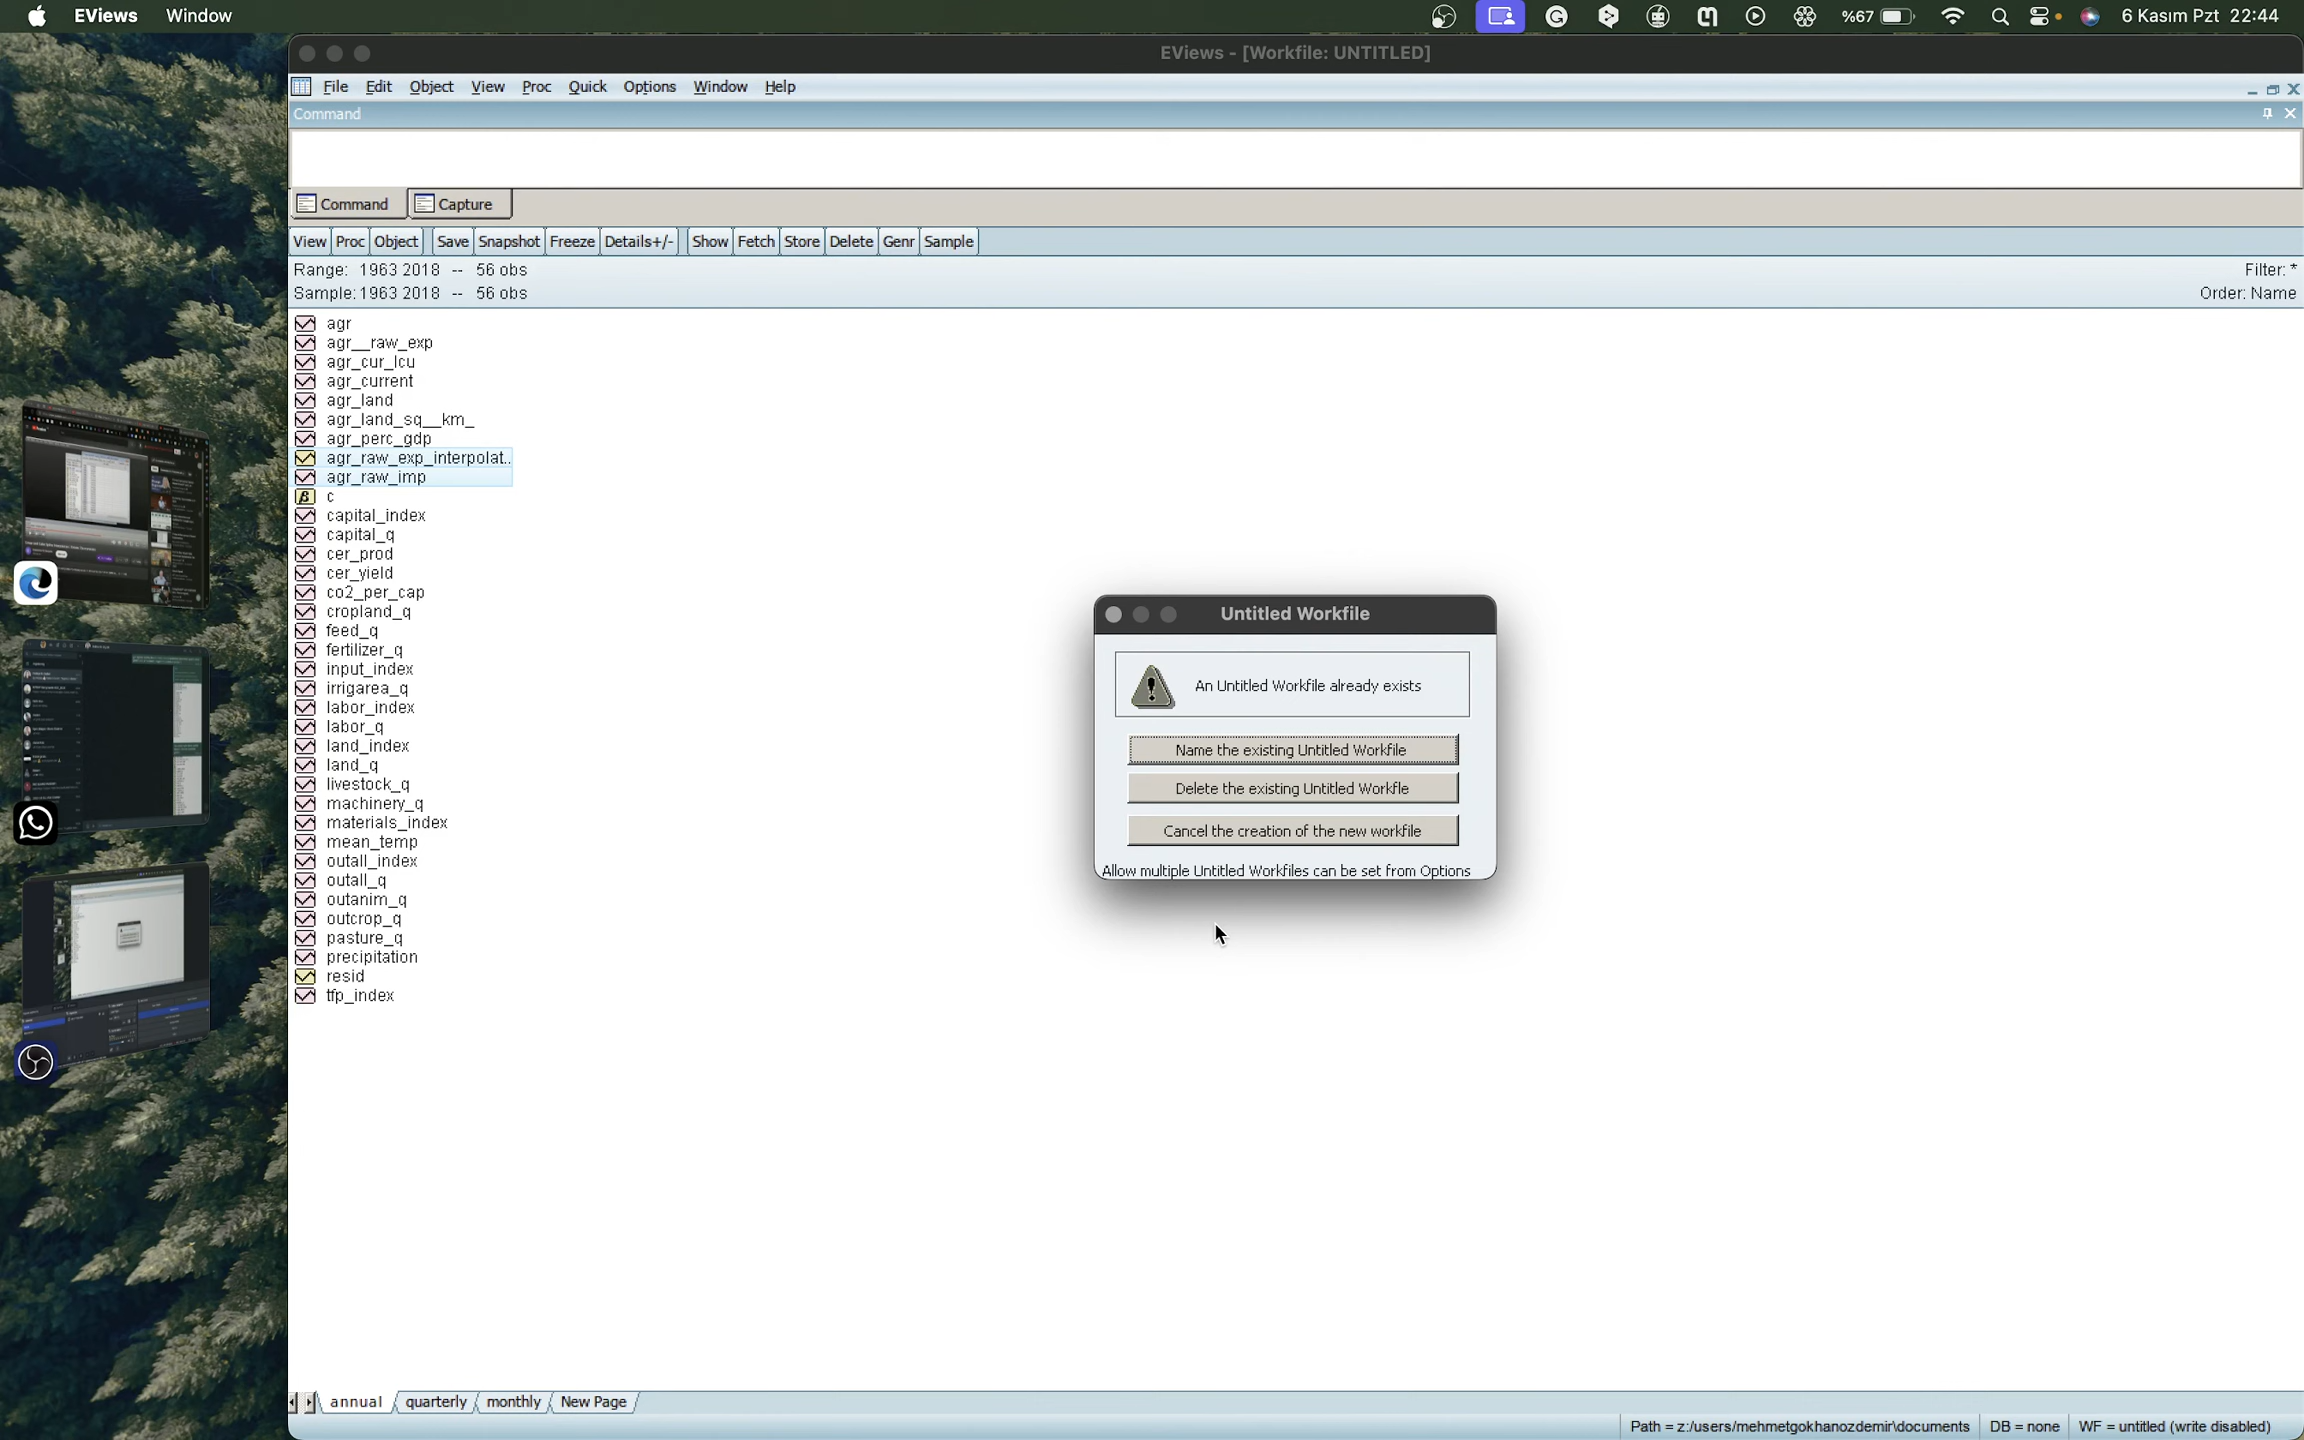 EViews Window %67 6 Kasım Pzt 22:44
EViews - [Workfile: UNTITLED]
File Edit Object View Proc Quick Options Window Help
Command
Command Capture
View Proc Object Save Snapshot Freeze Details+/- Show Fetch Store Delete Genr Sample
Range: 1963 2018 -- 56 obs Filter: *
Sample: 1963 2018 -- 56 obs Order: Name
agr
agr__raw_exp
agr_cur_lcu
agr_current
agr_land
agr_land_sq__km_
agr_perc_gdp
agr_raw_exp_interpolat..
agr_raw_imp
c
capital_index
capital_q
cer_prod
cer_yield
co2_per_cap
cropland_q
feed_q
fertilizer_q
input_index
irrigarea_q
labor_index
labor_q
land_index
land_q
livestock_q
machinery_q
materials_index
mean_temp
outall_index
outall_q
outanim_q
outcrop_q
pasture_q
precipitation
resid
tfp_index
Untitled Workfile
An Untitled Workfile already exists
Name the existing Untitled Workfile
Delete the existing Untitled Workfle
Cancel the creation of the new workfile
Allow multiple Untitled Workfiles can be set from Options
annual quarterly monthly New Page
Path = z:/users/mehmetgokhanozdemir\documents DB = none WF = untitled (write disabled)